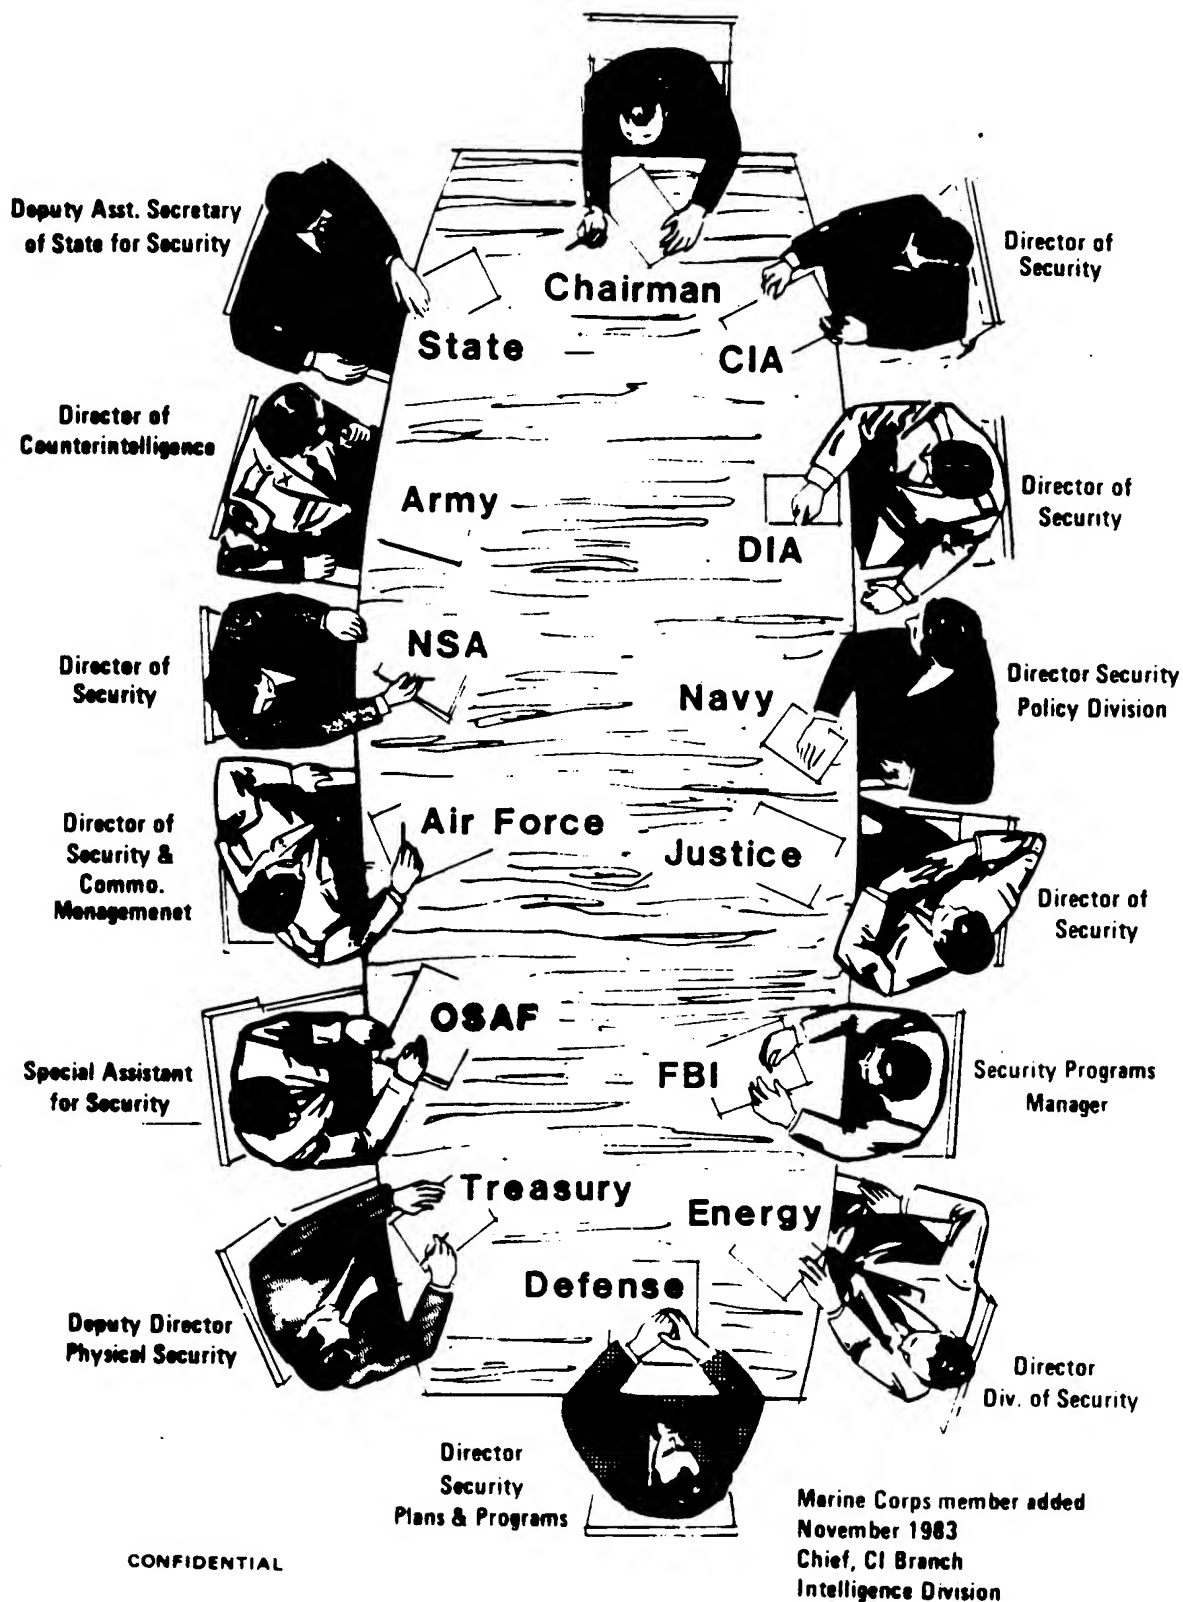 Chairman
Deputy Asst. Secretary
of State for Security
State
CIA
Director of
Security
Director of
Counterintelligence
Army
DIA
Director of
Security
Director of
Security
NSA
Navy
Director Security
Policy Division
Director of
Security &
Commo.
Menagemenet
Air Force
Justice
Director of
Security
Special Assistant
for Security
OSAF
FBI
Security Programs
Manager
Deputy Director
Physical Security
Treasury
Energy
Director
Div. of Security
Defense
Director
Security
Plans & Programs
Marine Corps member added
November 1983
Chief, CI Branch
Intelligence Division
CONFIDENTIAL